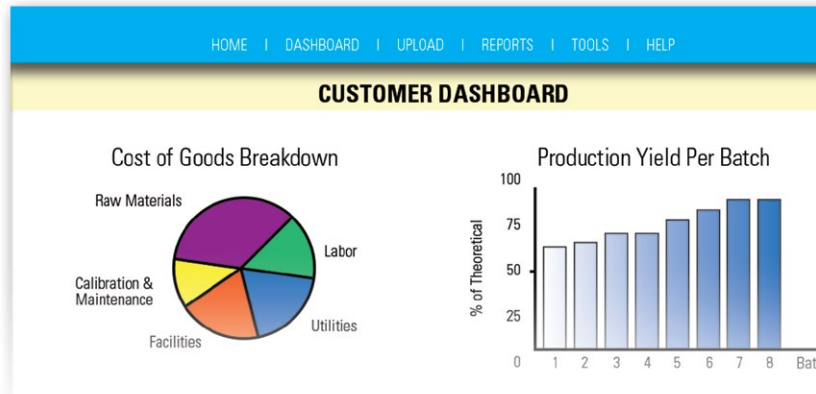 HOME | DASHBOARD | UPLOAD | REPORTS | TOOLS | HELP
CUSTOMER DASHBOARD
Cost of Goods Breakdown
Raw Materials
Labor
Calibration &
Maintenance
Utilities
Facilities
Production Yield Per Batch
% of Theoretical
100
75
50
25
0 1 2 3 4 5 6 7 8